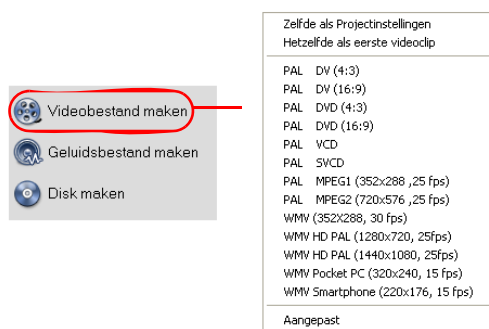 Videobestand maken
Geluidsbestand maken
Disk maken
Zelfde als Projectinstellingen
Hetzelfde als eerste videoclip
PAL DV (4:3)
PAL DV (16:9)
PAL DVD (4:3)
PAL DVD (16:9)
PAL VCD
PAL SVCD
PAL MPEG1 (352x288 ,25 fps)
PAL MPEG2 (720x576 ,25 fps)
WMV (352X288, 30 fps)
WMV HD PAL (1280x720, 25fps)
WMV HD PAL (1440x1080, 25fps)
WMV Pocket PC (320x240, 15 fps)
WMV Smartphone (220x176, 15 fps)
Aangepast